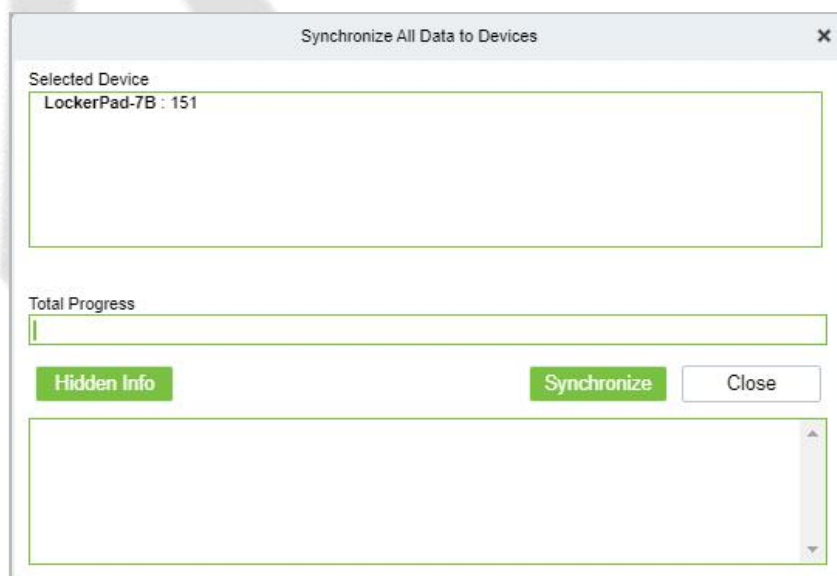 Synchronize All Data to Devices
Selected Device
LockerPad-7B : 151
Total Progress
Hidden Info Synchronize Close